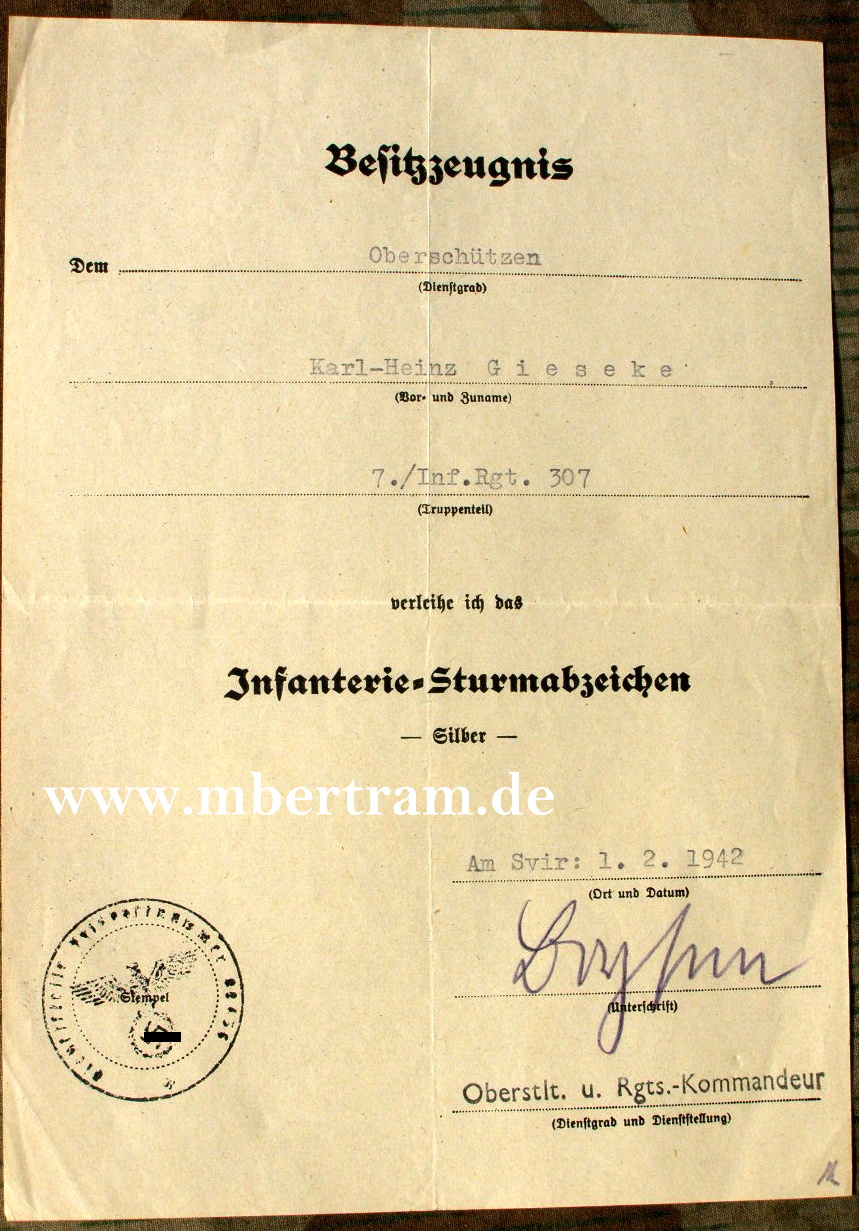 Besitzzeugnis
Dem Oberschützen
(Dienstgrad)
Karl-Heinz Gieseke
(Vor- und Zuname)
7./Inf.Rgt. 307
(Truppenteil)
verleihe ich das
Infanterie-Sturmabzeichen
— Silber —
www.mbertram.de
Am Svir: 1. 2. 1942
(Ort und Datum)
(Unterschrift)
Stempel
Dienststelle Feldpostnummer
Oberstlt. u. Rgts.-Kommandeur
(Dienstgrad und Dienststellung)